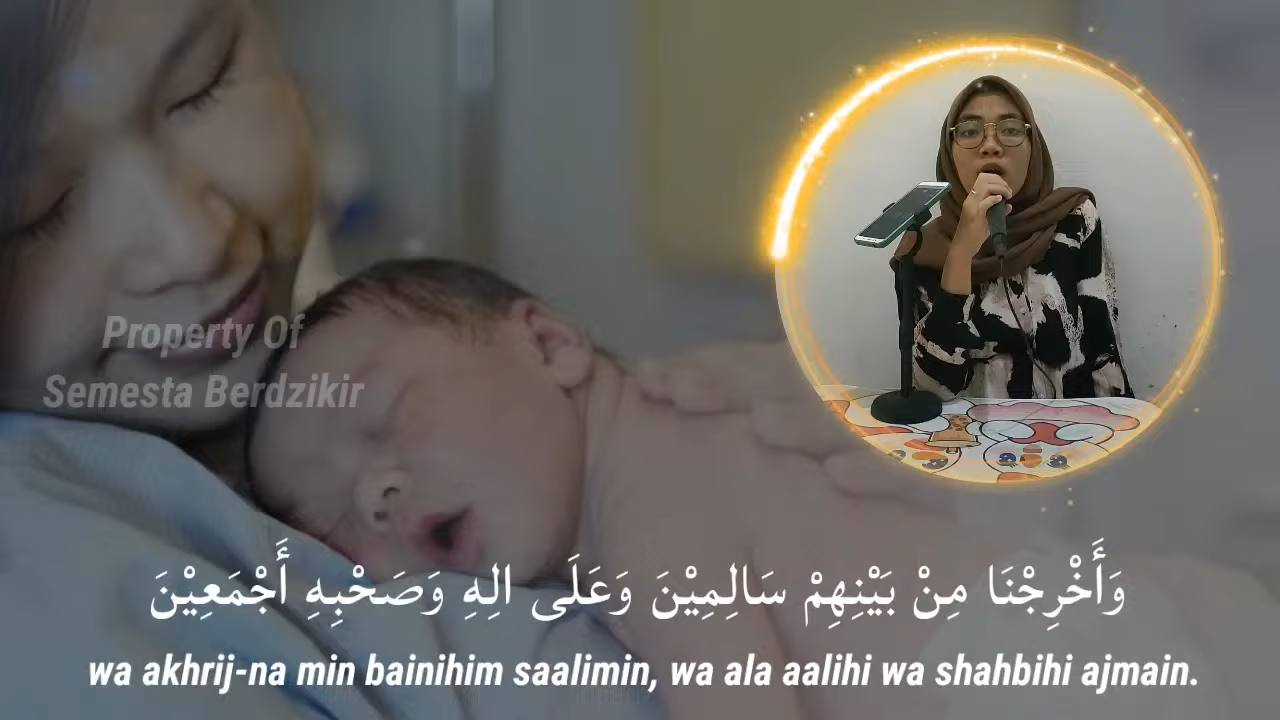 Property Of
Semesta Berdzikir
وَأَخْرِجْنَا مِنْ بَيْنِهِمْ سَالِمِيْنَ وَعَلَى الِهِ وَصَحْبِهِ أَجْمَعِيْنَ
wa akhrij-na min bainihim saalimin, wa ala aalihi wa shahbihi ajmain.